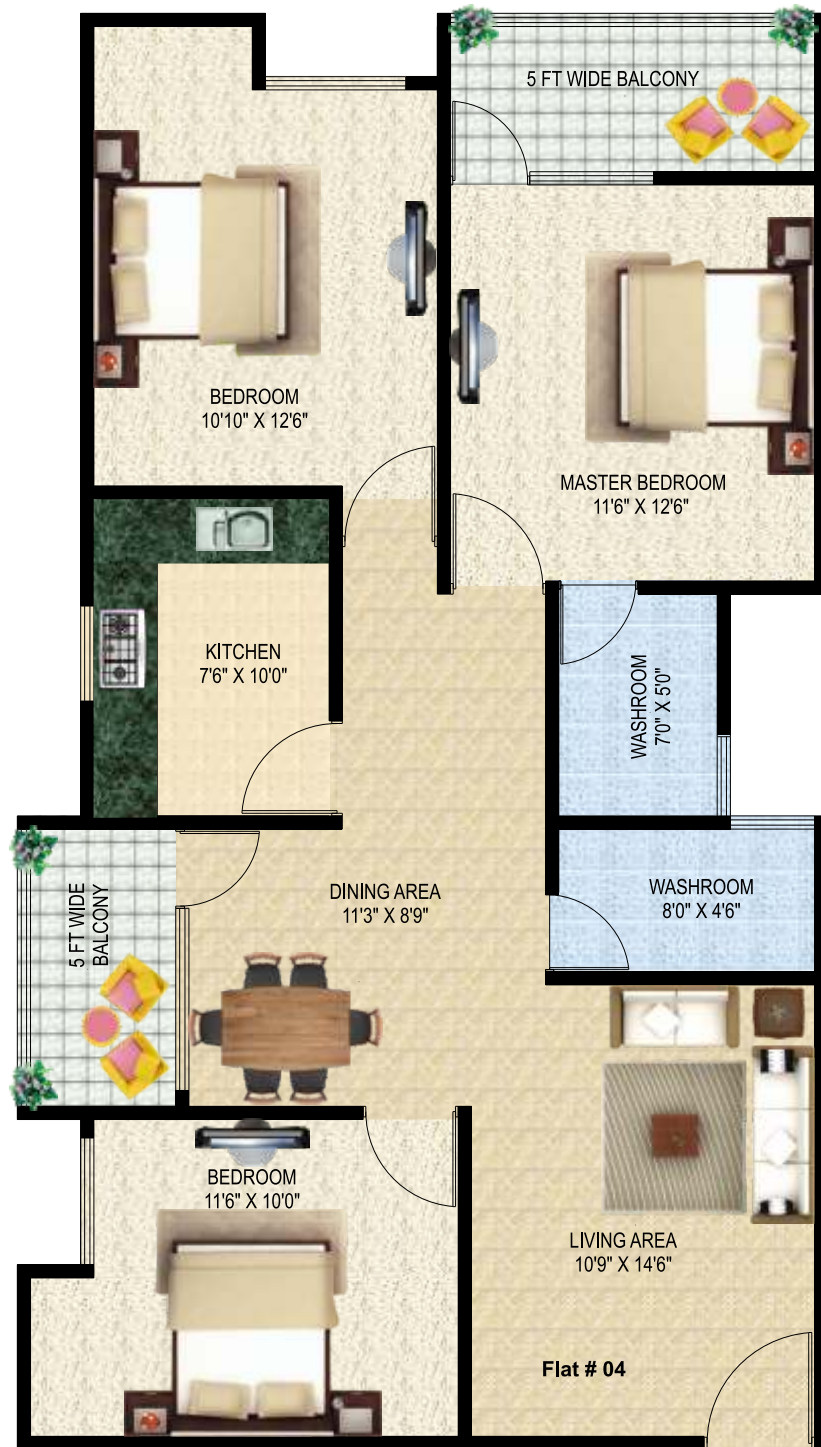 5 FT WIDE BALCONY
BEDROOM
10'10" X 12'6"
MASTER BEDROOM
11'6" X 12'6"
KITCHEN
7'6" X 10'0"
WASHROOM
7'0" X 5'0"
DINING AREA
11'3" X 8'9"
WASHROOM
8'0" X 4'6"
5 FT WIDE
BALCONY
BEDROOM
11'6" X 10'0"
LIVING AREA
10'9" X 14'6"
Flat # 04